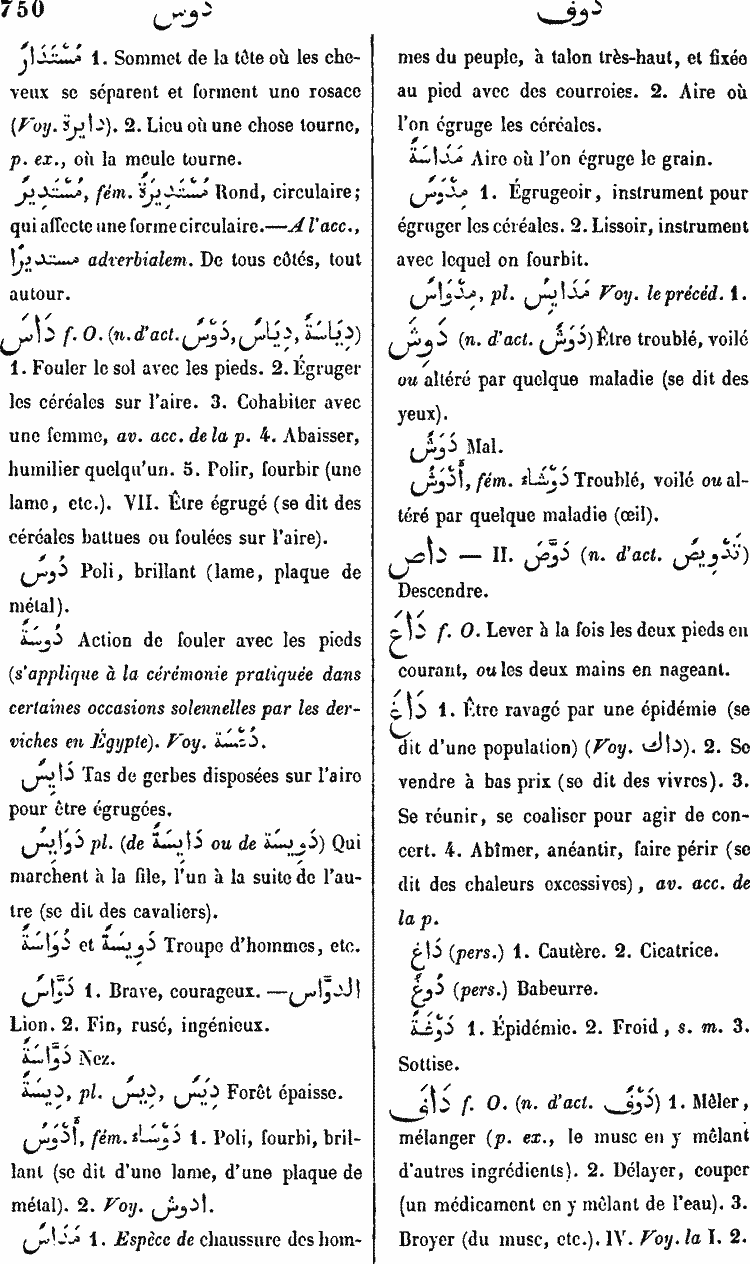 750
دوس
دوف
مُسْتَدَارٌ 1. Sommet de la tête où les che-
veux se séparent et forment une rosace
(Voy. دايرة). 2. Lieu où une chose tourne,
p. ex., où la meule tourne.
مُسْتَدِيرٌ, fém. مُسْتَدِيرَةٌ Rond, circulaire;
qui affecte une forme circulaire.—A l'acc.,
مستديرًا adverbialem. De tous côtés, tout
autour.
دَاسَ f. O. (n. d'act. دَوْسٌ, دِيَاسٌ, دِيَاسَةٌ)
1. Fouler le sol avec les pieds. 2. Égruger
les céréales sur l'aire. 3. Cohabiter avec
une femme, av. acc. de la p. 4. Abaisser,
humilier quelqu'un. 5. Polir, fourbir (une
lame, etc.). VII. Être égrugé (se dit des
céréales battues ou foulées sur l'aire).
دَوْسٌ Poli, brillant (lame, plaque de
métal).
دَوْسَةٌ Action de fouler avec les pieds
(s'applique à la cérémonie pratiquée dans
certaines occasions solennelles par les der-
viches en Égypte). Voy.
دَايِسٌ Tas de gerbes disposées sur l'aire
pour être égrugées.
دَوَايِسُ pl. (de دَايِسَةٌ ou de دَوِيسَةٌ) Qui
marchent à la file, l'un à la suite de l'au-
tre (se dit des cavaliers).
دُوَاسَةٌ et دَوِيسَةٌ Troupe d'hommes, etc.
دَوَّاسٌ 1. Brave, courageux. —الدوّاس
Lion. 2. Fin, rusé, ingénieux.
دَوَّاسَةٌ Nez.
دِيسَةٌ, pl. دِيسٌ, دِيَسٌ Forêt épaisse.
أَدْوَسُ, fém. دَوْسَاءُ 1. Poli, fourbi, bril-
lant (se dit d'une lame, d'une plaque de
métal). 2. Voy. ادوش.
مَدَاسٌ 1. Espèce de chaussure des hom-
mes du peuple, à talon très-haut, et fixée
au pied avec des courroies. 2. Aire où
l'on égruge les céréales.
مَدَاسَةٌ Aire où l'on égruge le grain.
مِدْوَسٌ 1. Égrugeoir, instrument pour
égruger les céréales. 2. Lissoir, instrument
avec lequel on fourbit.
مِدْوَاسٌ, pl. مَدَايِسُ Voy. le précéd. 1.
دَوِشَ (n. d'act. دَوَشٌ) Être troublé, voilé
ou altéré par quelque maladie (se dit des
yeux).
دَوَشٌ Mal.
أَدْوَشُ, fém. دَوْشَاءُ Troublé, voilé ou al-
téré par quelque maladie (œil).
دَاصَ — II. دَوَّصَ (n. d'act. تَدْوِيصٌ)
Descendre.
دَاعَ f. O. Lever à la fois les deux pieds en
courant, ou les deux mains en nageant.
دَاغَ 1. Être ravagé par une épidémie (se
dit d'une population) (Voy. داك). 2. Se
vendre à bas prix (se dit des vivres). 3.
Se réunir, se coaliser pour agir de con-
cert. 4. Abîmer, anéantir, faire périr (se
dit des chaleurs excessives), av. acc. de
la p.
دَاغ (pers.) 1. Cautère. 2. Cicatrice.
دُوغٌ (pers.) Babeurre.
دَوْغَةٌ 1. Épidémie. 2. Froid, s. m. 3.
Sottise.
دَافَ f. O. (n. d'act. دَوْفٌ) 1. Mêler,
mélanger (p. ex., le musc en y mêlant
d'autres ingrédients). 2. Délayer, couper
(un médicament en y mêlant de l'eau). 3.
Broyer (du musc, etc.). IV. Voy. la I. 2.